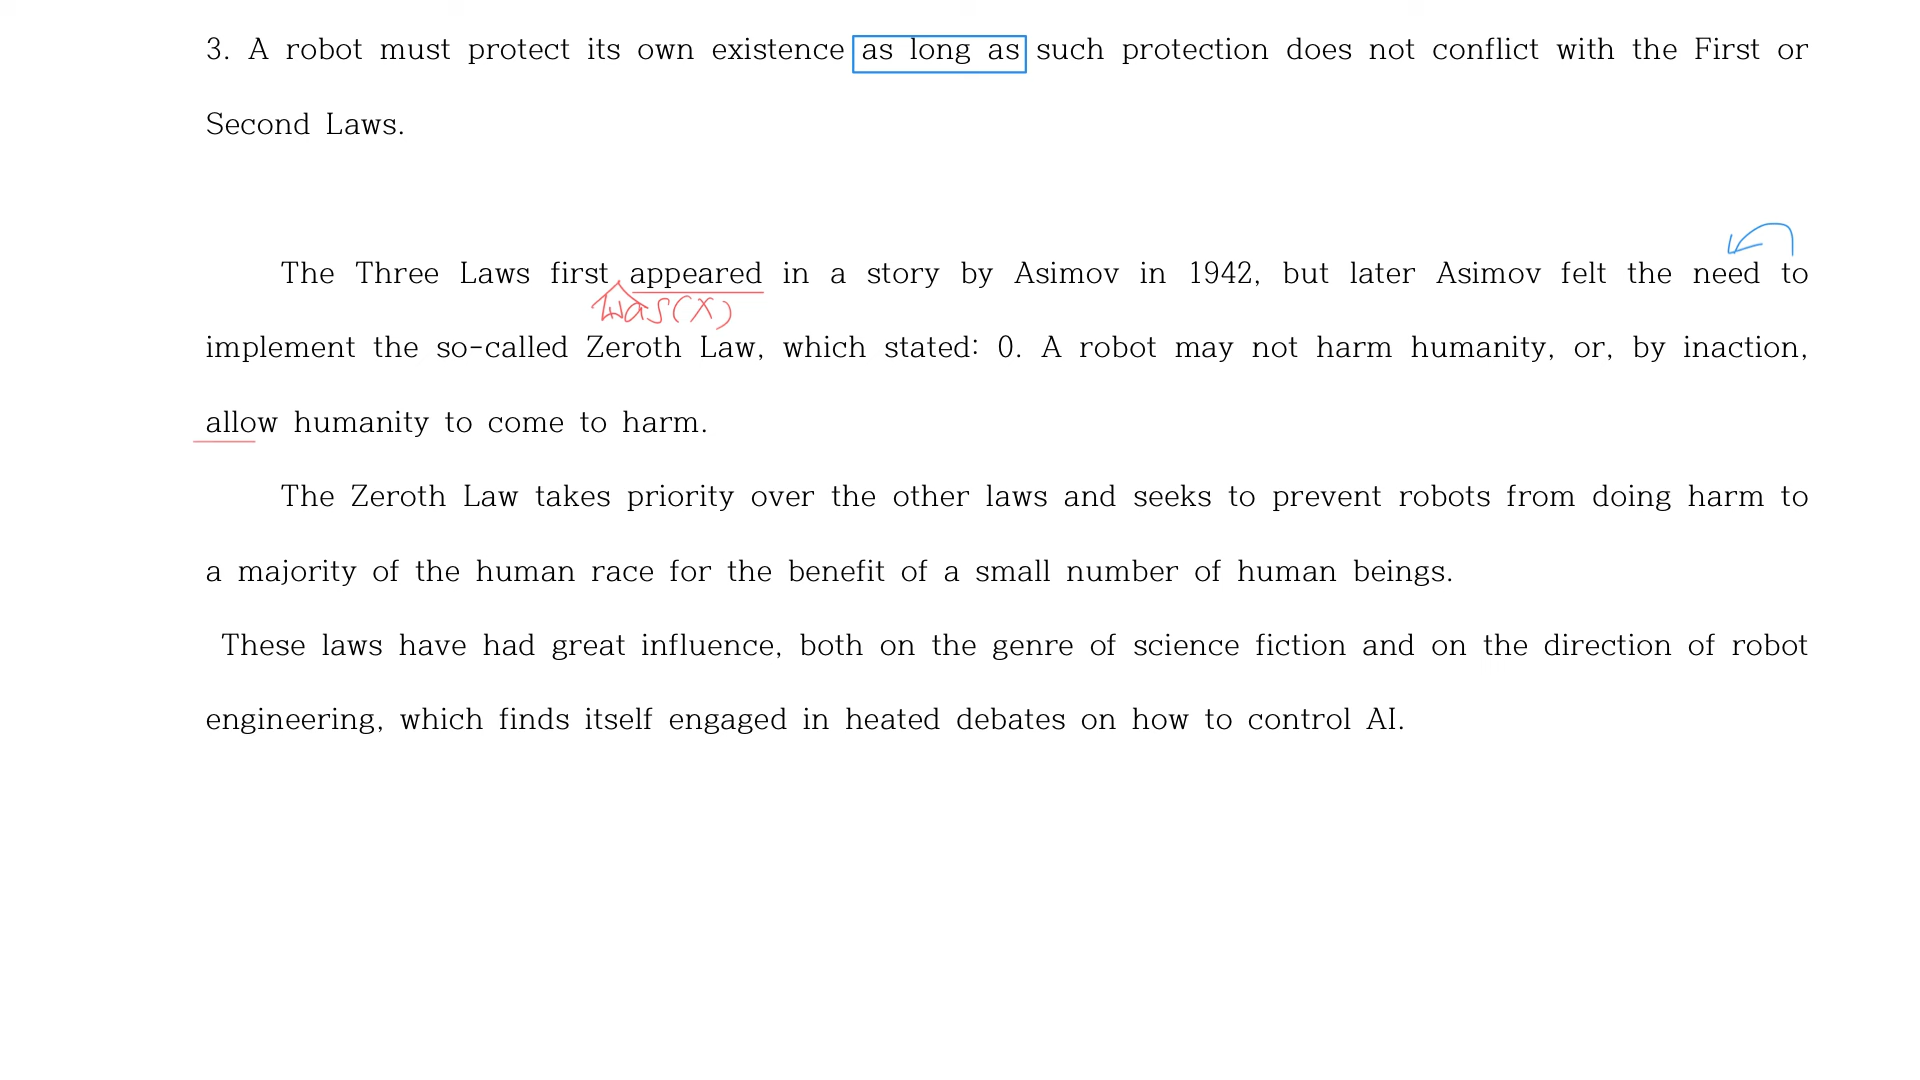 3. A robot must protect its own existence as long as such protection does not conflict with the First or
Second Laws.
The Three Laws first appeared in a story by Asimov in 1942, but later Asimov felt the need to
was(X)
implement the so-called Zeroth Law, which stated: 0. A robot may not harm humanity, or, by inaction,
allow humanity to come to harm.
The Zeroth Law takes priority over the other laws and seeks to prevent robots from doing harm to
a majority of the human race for the benefit of a small number of human beings.
These laws have had great influence, both on the genre of science fiction and on the direction of robot
engineering, which finds itself engaged in heated debates on how to control AI.